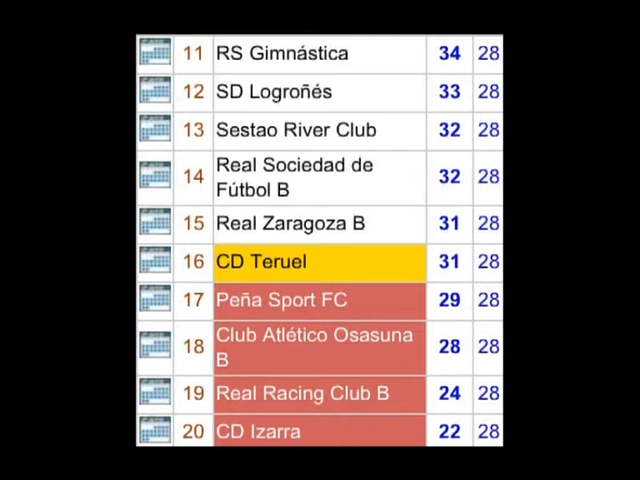 11 RS Gimnástica 34 28
12 SD Logroñés 33 28
13 Sestao River Club 32 28
14 Real Sociedad de
Fútbol B 32 28
15 Real Zaragoza B 31 28
16 CD Teruel 31 28
17 Peña Sport FC 29 28
18 Club Atlético Osasuna
B 28 28
19 Real Racing Club B 24 28
20 CD Izarra 22 28